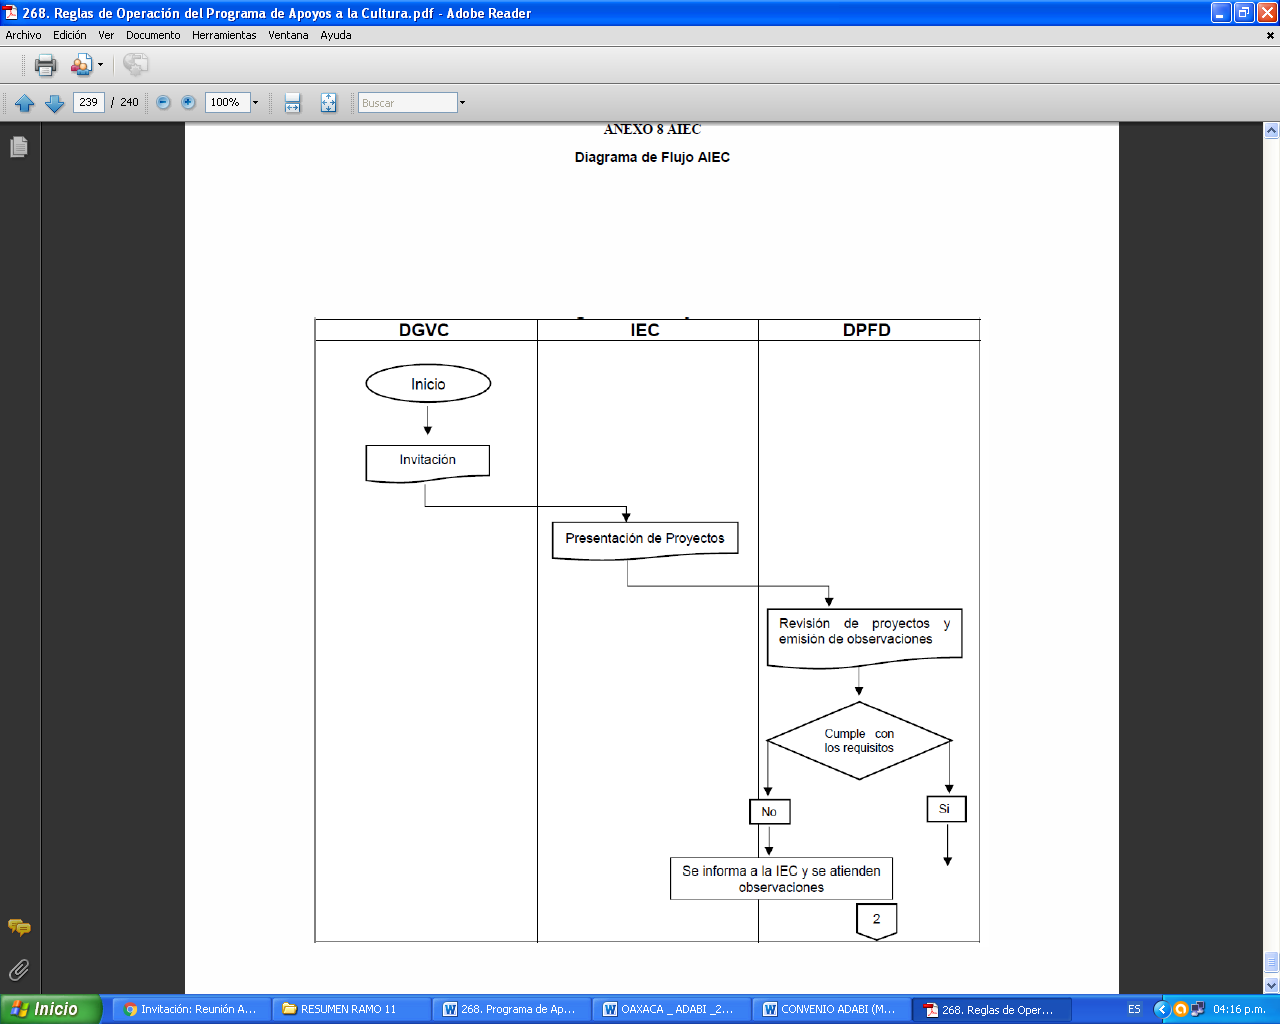 268. Reglas de Operación del Programa de Apoyos a la Cultura.pdf - Adobe Reader
Archivo Edición Ver Documento Herramientas Ventana Ayuda
239 / 240 100% Buscar
ANEXO 8 AIEC
Diagrama de Flujo AIEC
DGVC IEC DPFD
Inicio
Invitación
Presentación de Proyectos
Revisión de proyectos y
emisión de observaciones
Cumple con
los requisitos
No
Si
Se informa a la IEC y se atienden
observaciones
2
Inicio Invitación: Reunión A... RESUMEN RAMO 11 268. Programa de Ap... OAXACA _ ADABI _2... CONVENIO ADABI (M... 268. Reglas de Oper... ES 04:16 p.m.